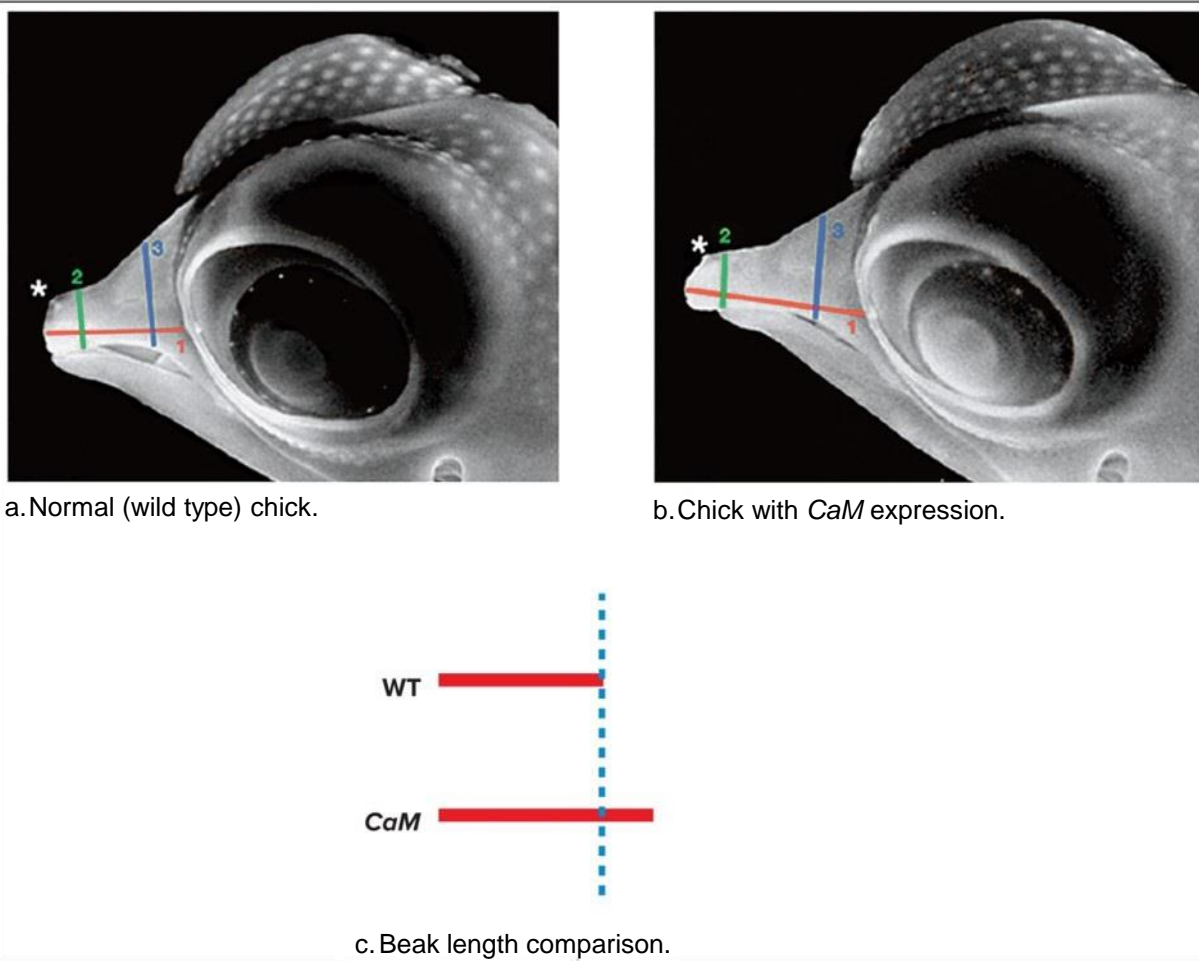 *
2
3
1
*
2
3
1
a. Normal (wild type) chick.
b. Chick with CaM expression.
WT
CaM
c. Beak length comparison.